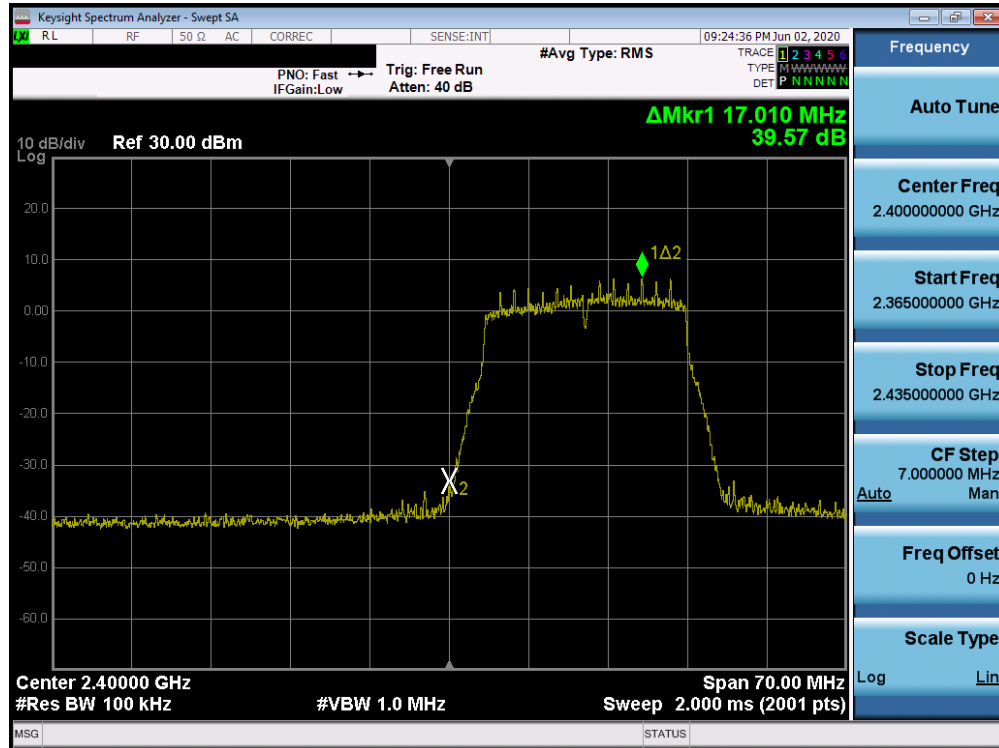 Keysight Spectrum Analyzer - Swept SA
LXI RL RF 50 Ω AC CORREC SENSE:INT 09:24:36 PM Jun 02, 2020
#Avg Type: RMS TRACE 1 2 3 4 5 6
PNO: Fast Trig: Free Run TYPE M WWWWW
IFGain:Low Atten: 40 dB DET P N N N N N
ΔMkr1 17.010 MHz
39.57 dB
10 dB/div Ref 30.00 dBm
Log
20.0
10.0
1Δ2
0.00
-10.0
-20.0
-30.0
X2
-40.0
-50.0
-60.0
Center 2.40000 GHz Span 70.00 MHz
#Res BW 100 kHz #VBW 1.0 MHz Sweep 2.000 ms (2001 pts)
MSG STATUS
Frequency
Auto Tune
Center Freq
2.400000000 GHz
Start Freq
2.365000000 GHz
Stop Freq
2.435000000 GHz
CF Step
7.000000 MHz
Auto Man
Freq Offset
0 Hz
Scale Type
Log Lin